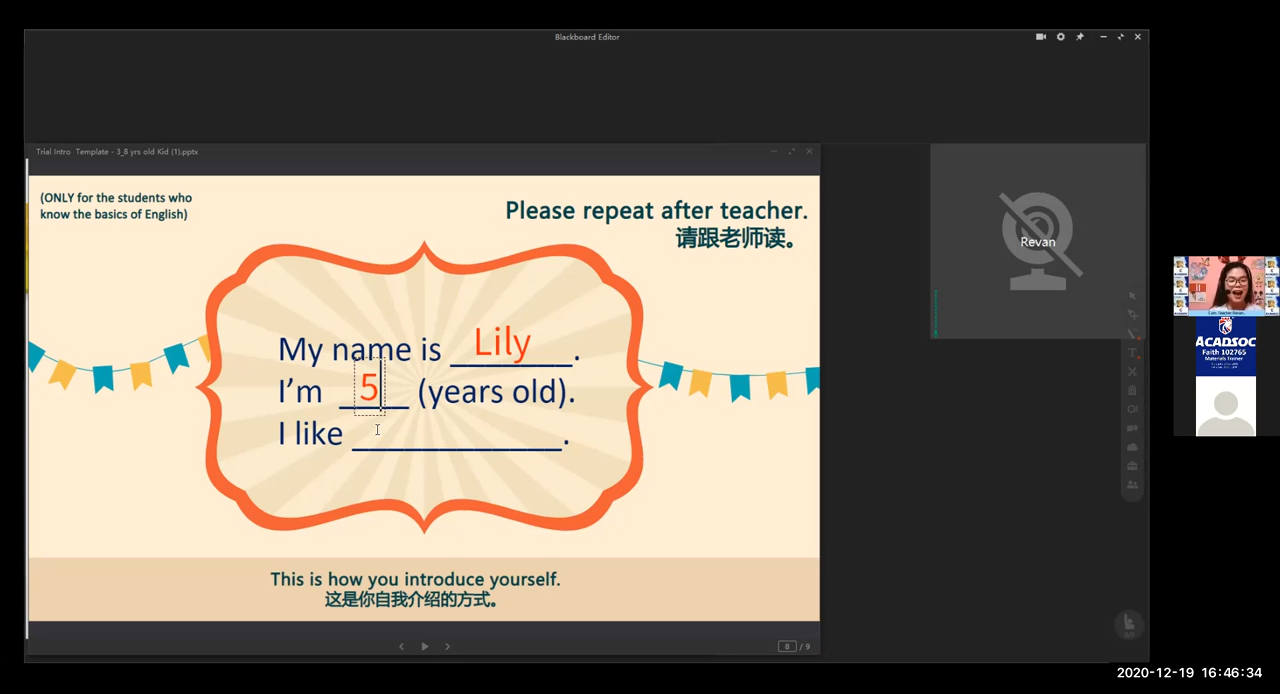 Blackboard Editor
Trial Intro Template - 3_8 yrs old Kid (1).pptx
(ONLY for the students who
know the basics of English)
Please repeat after teacher.
请跟老师读。
My name is Lily.
I'm 5 (years old).
I like ____________.
This is how you introduce yourself.
这是你自我介绍的方式。
8 / 9
Revan
ACADSOC
Faith 102765
Materials Trainer
2020-12-19 16:46:34